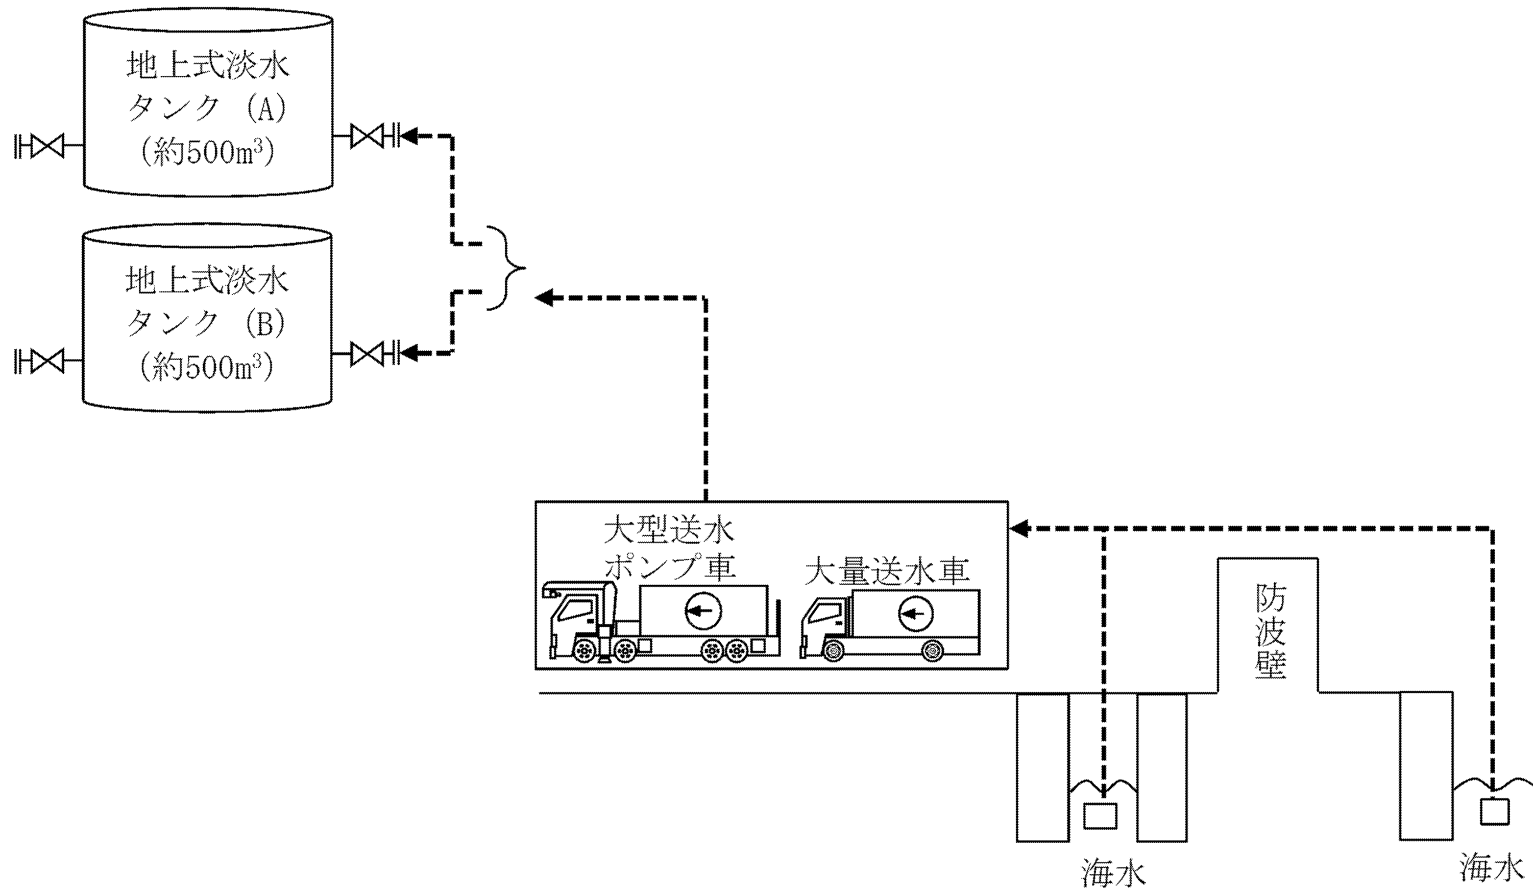 地上式淡水
タンク (A)
(約500m³)
地上式淡水
タンク (B)
(約500m³)
大型送水
ポンプ車
大量送水車
防波壁
海水
海水